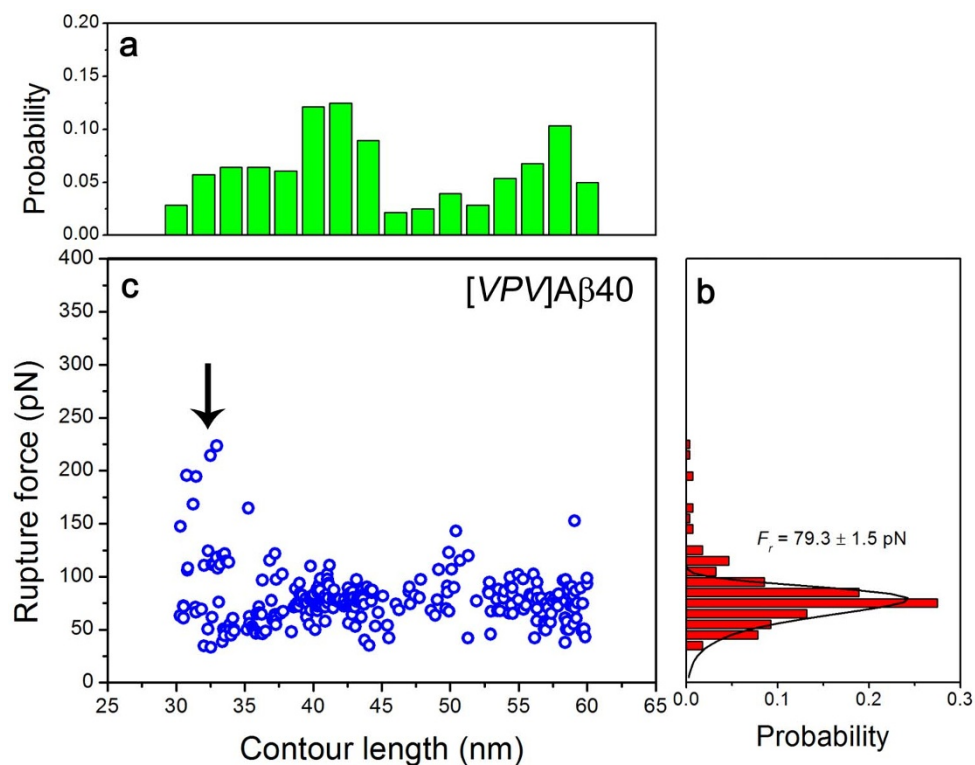 a
Probability
0.20
0.15
0.10
0.05
0.00
c
[VPV]Aβ40
Rupture force (pN)
400
350
300
250
200
150
100
50
0
25 30 35 40 45 50 55 60 65
Contour length (nm)
b
Fr = 79.3 ± 1.5 pN
0.0 0.1 0.2 0.3
Probability